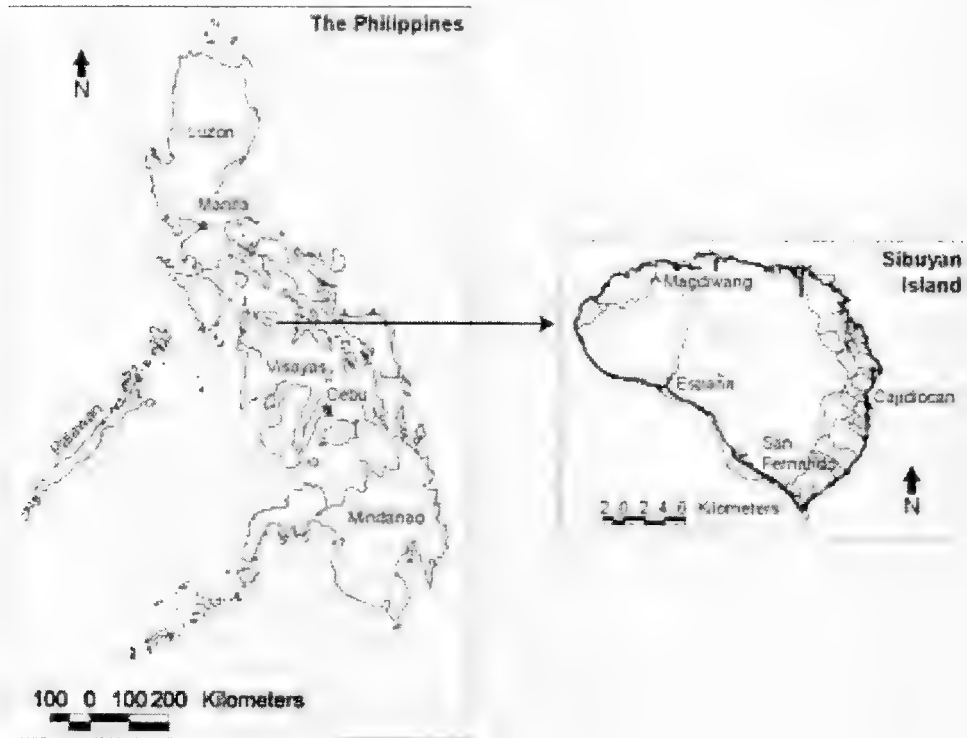 The Philippines
N
Luzon
Manila
Visayas
Cebu
Palawan
Mindanao
100 0 100 200 Kilometers
Sibuyan
Island
Magdiwang
España
Cajidiocan
San
Fernando
N
2 0 2 4 6 Kilometers